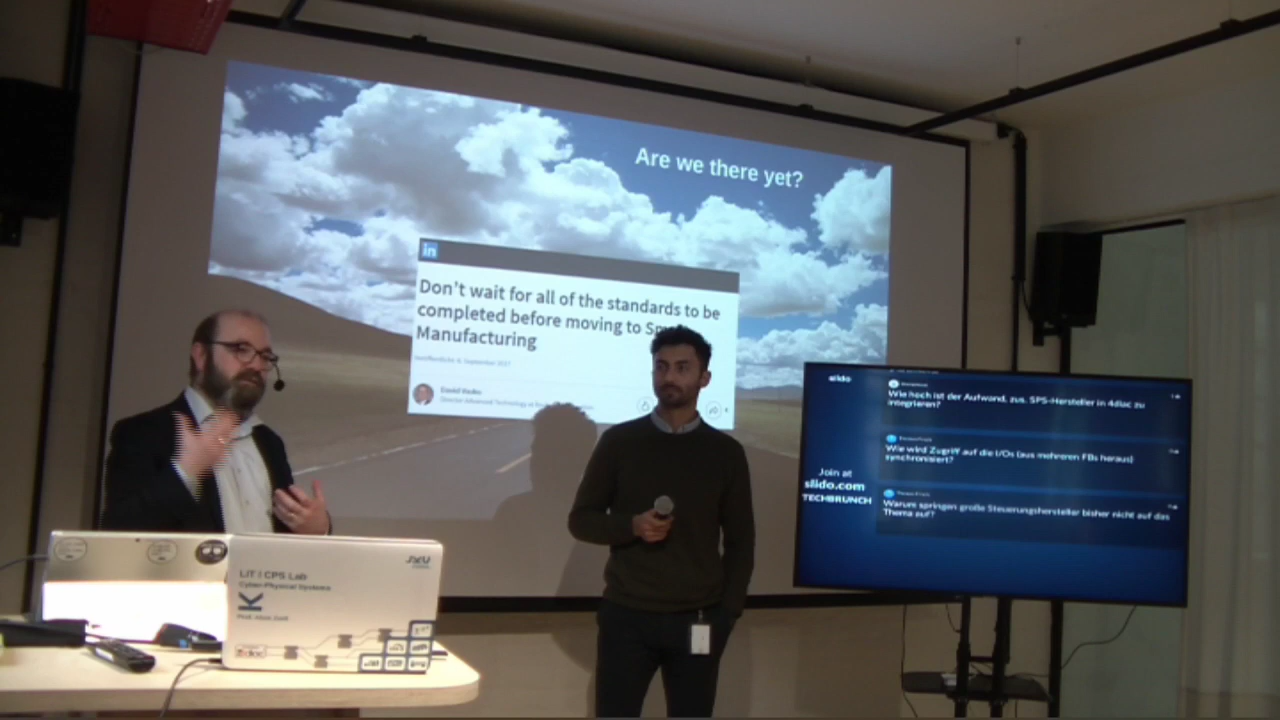 Are we there yet?
in
Don't wait for all of the standards to be
completed before moving to
Manufacturing
slido
Wie hoch ist der Aufwand, zus. SPS-Hersteller in 4diac zu
integrieren?
Wie wird Zugriff auf die I/Os (aus mehreren FBs heraus)
synchronisiert?
Warum springen große Steuerungshersteller bisher nicht auf das
Thema auf?
Join at
slido.com
TECHBRUNCH
JKU
LIT | CPS Lab
Cyber-Physical Systems